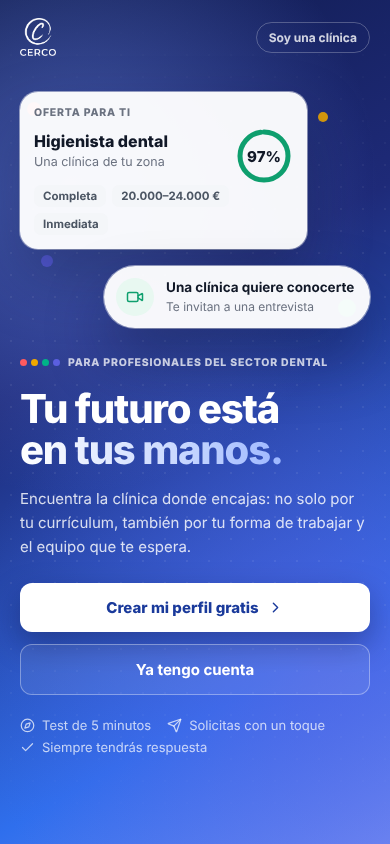 C
CERCO
Soy una clínica
OFERTA PARA TI
Higienista dental
Una clínica de tu zona
97%
Completa
20.000–24.000 €
Inmediata
Una clínica quiere conocerte
Te invitan a una entrevista
PARA PROFESIONALES DEL SECTOR DENTAL
Tu futuro está
en tus manos.
Encuentra la clínica donde encajas: no solo por
tu currículum, también por tu forma de trabajar y
el equipo que te espera.
Crear mi perfil gratis
Ya tengo cuenta
Test de 5 minutos
Solicitas con un toque
Siempre tendrás respuesta